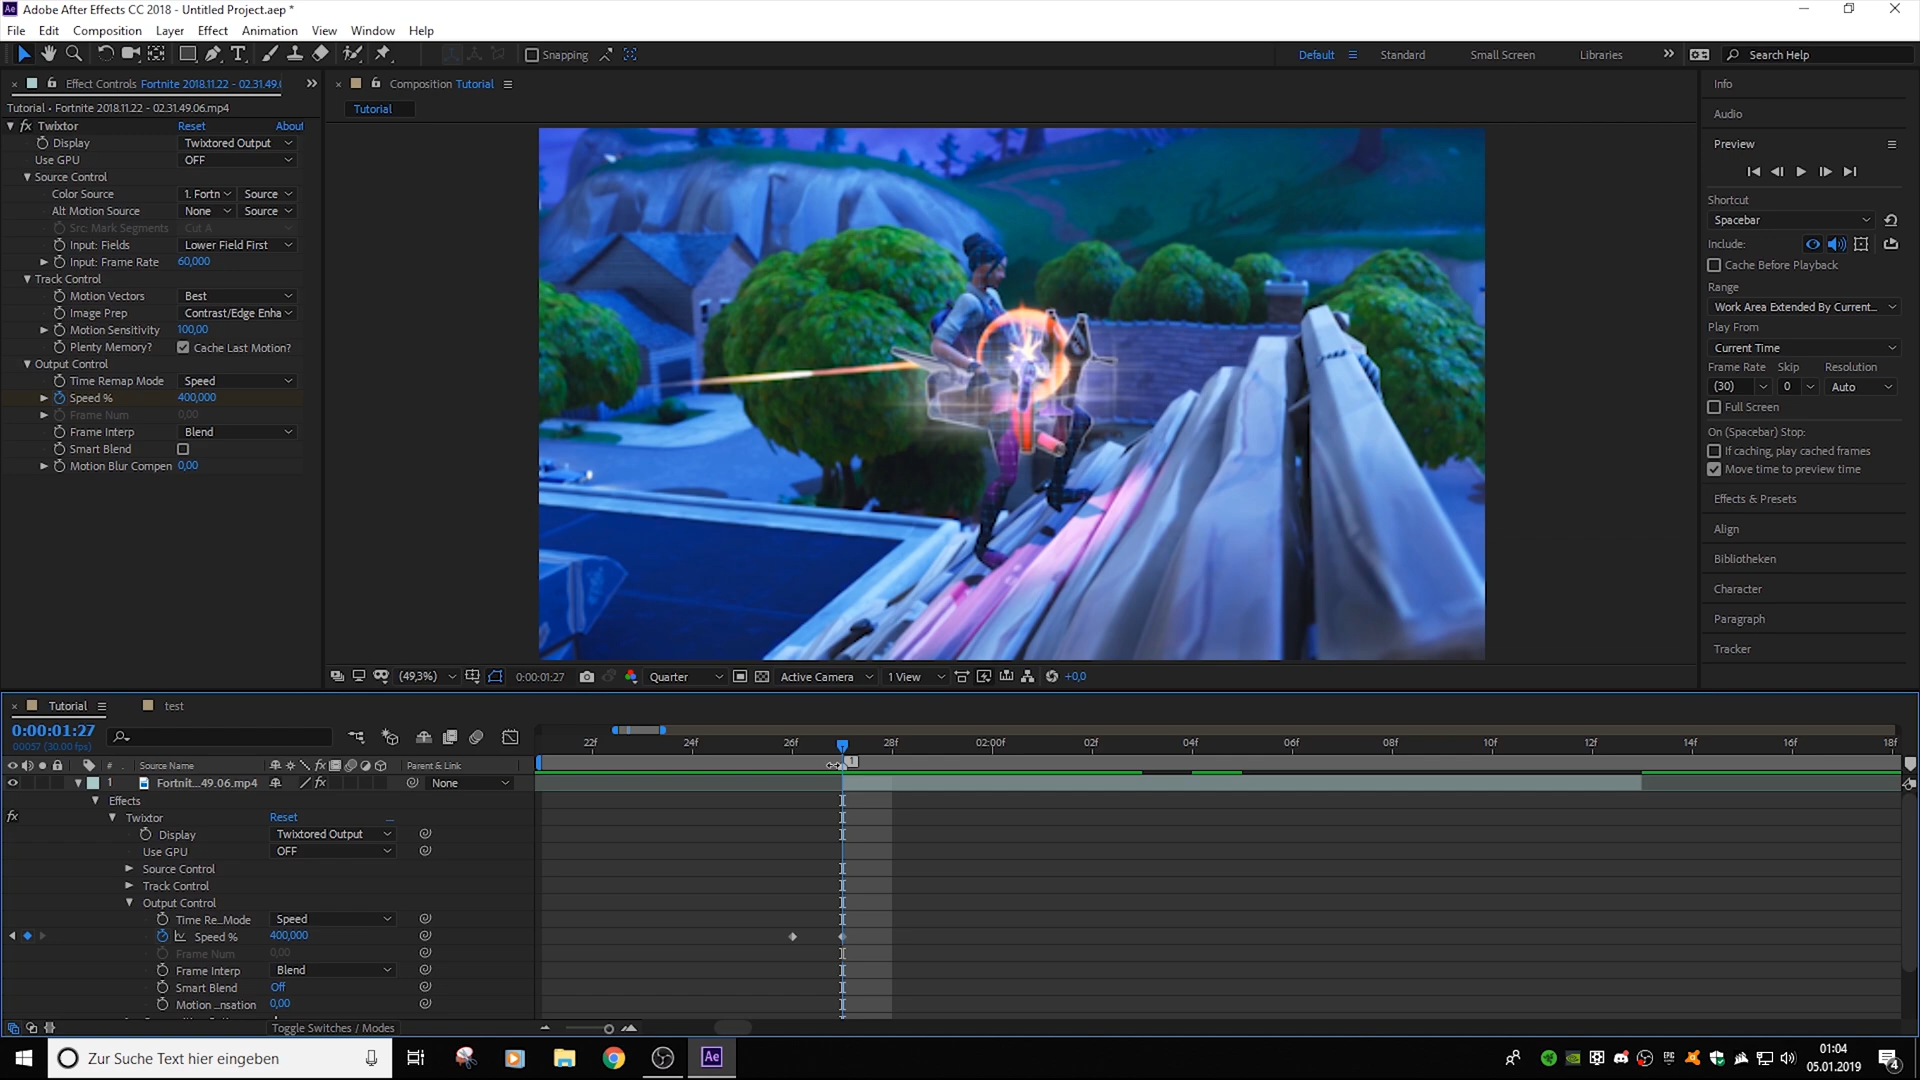 Adobe After Effects CC 2018 - Untitled Project.aep *
File Edit Composition Layer Effect Animation View Window Help
Snapping Default Standard Small Screen Libraries Search Help
Effect Controls Fortnite 2018.11.22 - 02.31.49.0
Composition Tutorial
Tutorial • Fortnite 2018.11.22 - 02.31.49.06.mp4
Tutorial
fx Twixtor Reset About
Display Twixtored Output
Use GPU OFF
Source Control
Color Source 1. Fortn Source
Alt Motion Source None Source
Src: Mark Segments Cut A
Input: Fields Lower Field First
Input: Frame Rate 60,000
Track Control
Motion Vectors Best
Image Prep Contrast/Edge Enha
Motion Sensitivity 100,00
Plenty Memory? Cache Last Motion?
Output Control
Time Remap Mode Speed
Speed % 400,000
Frame Num 0,00
Frame Interp Blend
Smart Blend
Motion Blur Compen 0,00
Info
Audio
Preview
Shortcut
Spacebar
Include:
Cache Before Playback
Range
Work Area Extended By Current...
Play From
Current Time
Frame Rate Skip Resolution
(30) 0 Auto
Full Screen
On (Spacebar) Stop:
If caching, play cached frames
Move time to preview time
Effects & Presets
Align
Bibliotheken
Character
Paragraph
Tracker
(49,3%) 0:00:01:27 Quarter Active Camera 1 View +0,0
Tutorial test
0:00:01:27
00057 (30.00 fps)
22f 24f 26f 28f 02:00f 02f 04f 06f 08f 10f 12f 14f 16f 18f
# Source Name fx Parent & Link
1
1 Fortnit...49.06.mp4 fx None
Effects
fx Twixtor Reset ...
Display Twixtored Output
Use GPU OFF
Source Control
Track Control
Output Control
Time Re...Mode Speed
Speed % 400,000
Frame Num 0,00
Frame Interp Blend
Smart Blend Off
Motion ...nsation 0,00
Toggle Switches / Modes
Zur Suche Text hier eingeben
Ae
EPIC
01:04
05.01.2019
4